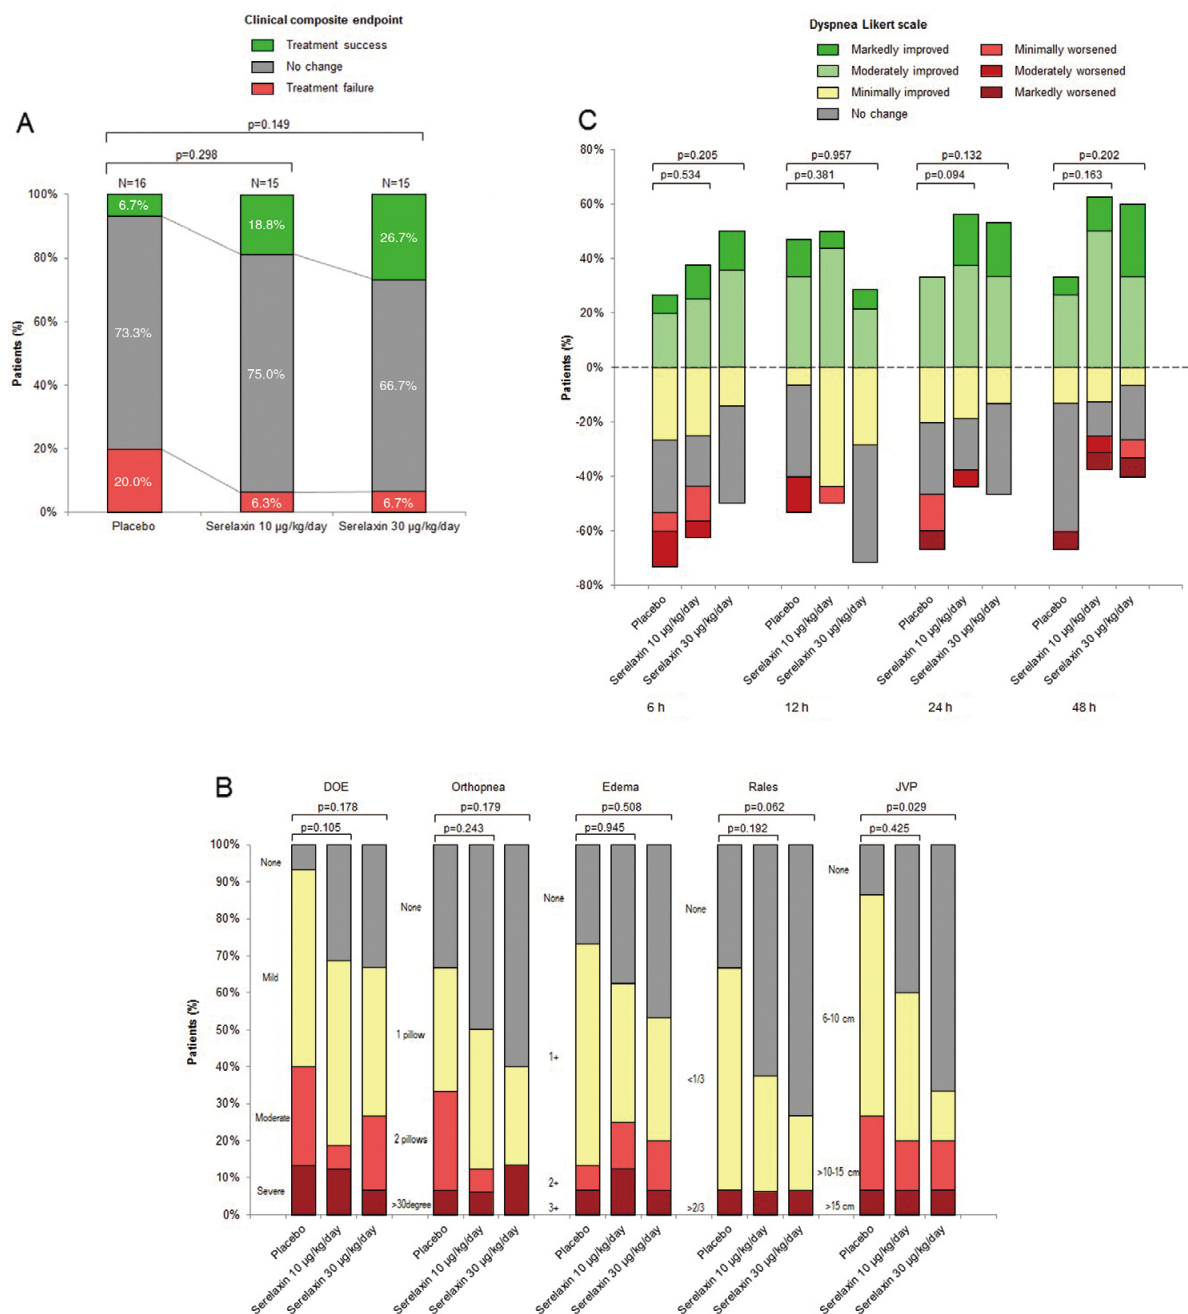 Clinical composite endpoint
Treatment success
No change
Treatment failure
A
p=0.149
p=0.298
N=16 N=15 N=15
100%
80%
60%
40%
20%
0%
Patients (%)
6.7% 18.8% 26.7%
73.3% 75.0% 66.7%
20.0% 6.3% 6.7%
Placebo Serelaxin 10 µg/kg/day Serelaxin 30 µg/kg/day
Dyspnea Likert scale
Markedly improved Minimally worsened
Moderately improved Moderately worsened
Minimally improved Markedly worsened
No change
C
80%
60%
40%
20%
0%
-20%
-40%
-60%
-80%
Patients (%)
p=0.205 p=0.957 p=0.132 p=0.202
p=0.534 p=0.381 p=0.094 p=0.163
Placebo Serelaxin 10 µg/kg/day Serelaxin 30 µg/kg/day
Placebo Serelaxin 10 µg/kg/day Serelaxin 30 µg/kg/day
Placebo Serelaxin 10 µg/kg/day Serelaxin 30 µg/kg/day
Placebo Serelaxin 10 µg/kg/day Serelaxin 30 µg/kg/day
6 h 12 h 24 h 48 h
B
DOE Orthopnea Edema Rales JVP
p=0.178 p=0.179 p=0.508 p=0.062 p=0.029
p=0.105 p=0.243 p=0.945 p=0.192 p=0.425
100%
90%
80%
70%
60%
50%
40%
30%
20%
10%
0%
Patients (%)
None
Mild
Moderate
Severe
None
1 pillow
2 pillows
>30degree
None
1+
2+
3+
None
<1/3
>2/3
None
6-10 cm
>10-15 cm
>15 cm
Placebo Serelaxin 10 µg/kg/day Serelaxin 30 µg/kg/day
Placebo Serelaxin 10 µg/kg/day Serelaxin 30 µg/kg/day
Placebo Serelaxin 10 µg/kg/day Serelaxin 30 µg/kg/day
Placebo Serelaxin 10 µg/kg/day Serelaxin 30 µg/kg/day
Placebo Serelaxin 10 µg/kg/day Serelaxin 30 µg/kg/day